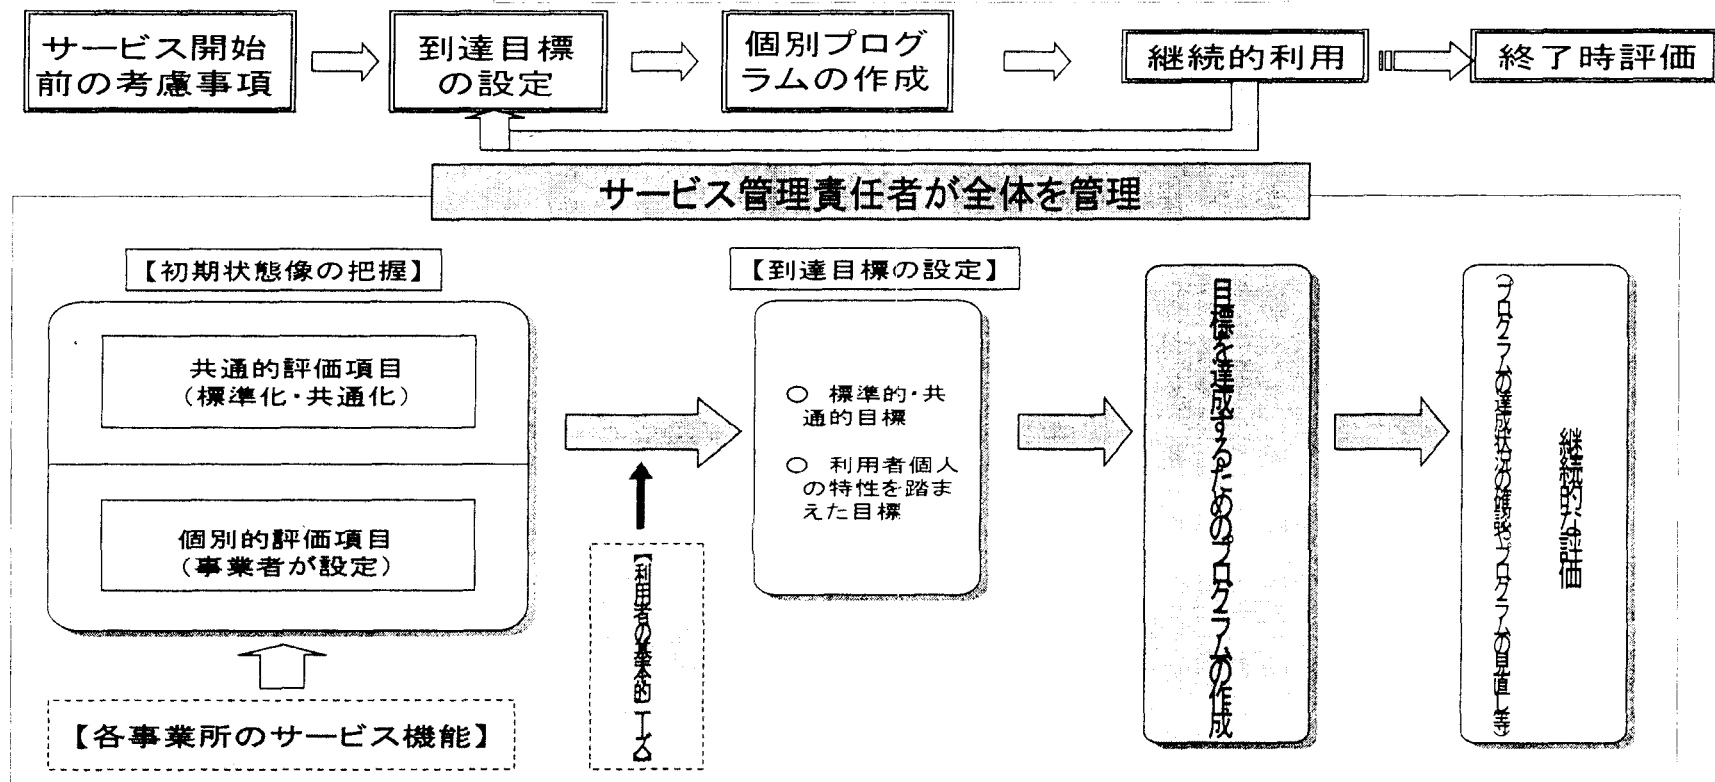 サービス開始
前の考慮事項
到達目標
の設定
個別プログ
ラムの作成
継続的利用
終了時評価
サービス管理責任者が全体を管理
【初期状態像の把握】
共通的評価項目
(標準化・共通化)
個別的評価項目
(事業者が設定)
【各事業所のサービス機能】
【利用者の基本的ニーズ】
【到達目標の設定】
○ 標準的・共
通的目標
○ 利用者個人
の特性を踏ま
えた目標
目標を達成するためのプログラムの作成
継続的な評価
(プログラムの達成状況の確認やプログラムの見直し等)